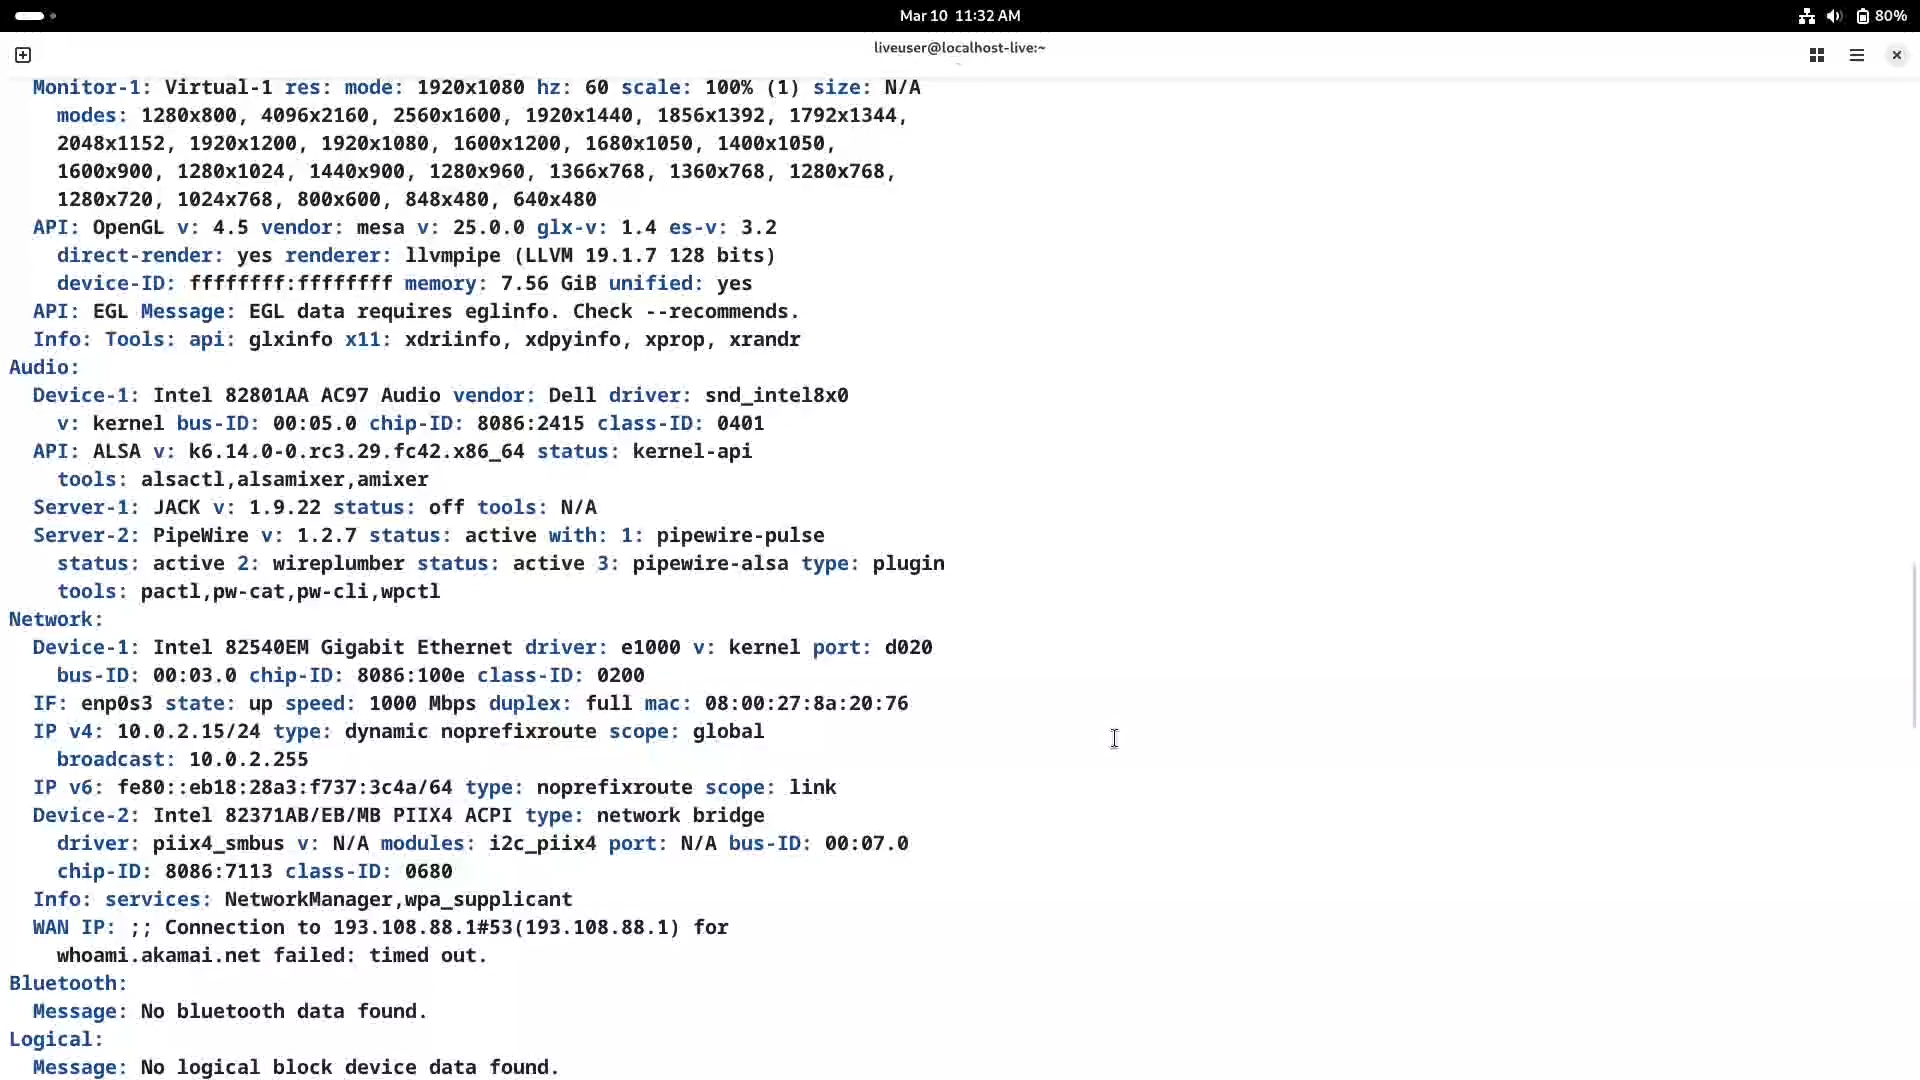 Mar 10 11:32 AM
80%
liveuser@localhost-live:~
Monitor-1: Virtual-1 res: mode: 1920x1080 hz: 60 scale: 100% (1) size: N/A
modes: 1280x800, 4096x2160, 2560x1600, 1920x1440, 1856x1392, 1792x1344,
2048x1152, 1920x1200, 1920x1080, 1600x1200, 1680x1050, 1400x1050,
1600x900, 1280x1024, 1440x900, 1280x960, 1366x768, 1360x768, 1280x768,
1280x720, 1024x768, 800x600, 848x480, 640x480
API: OpenGL v: 4.5 vendor: mesa v: 25.0.0 glx-v: 1.4 es-v: 3.2
direct-render: yes renderer: llvmpipe (LLVM 19.1.7 128 bits)
device-ID: ffffffff:ffffffff memory: 7.56 GiB unified: yes
API: EGL Message: EGL data requires eglinfo. Check --recommends.
Info: Tools: api: glxinfo x11: xdriinfo, xdpyinfo, xprop, xrandr
Audio:
Device-1: Intel 82801AA AC97 Audio vendor: Dell driver: snd_intel8x0
v: kernel bus-ID: 00:05.0 chip-ID: 8086:2415 class-ID: 0401
API: ALSA v: k6.14.0-0.rc3.29.fc42.x86_64 status: kernel-api
tools: alsactl,alsamixer,amixer
Server-1: JACK v: 1.9.22 status: off tools: N/A
Server-2: PipeWire v: 1.2.7 status: active with: 1: pipewire-pulse
status: active 2: wireplumber status: active 3: pipewire-alsa type: plugin
tools: pactl,pw-cat,pw-cli,wpctl
Network:
Device-1: Intel 82540EM Gigabit Ethernet driver: e1000 v: kernel port: d020
bus-ID: 00:03.0 chip-ID: 8086:100e class-ID: 0200
IF: enp0s3 state: up speed: 1000 Mbps duplex: full mac: 08:00:27:8a:20:76
IP v4: 10.0.2.15/24 type: dynamic noprefixroute scope: global
broadcast: 10.0.2.255
IP v6: fe80::eb18:28a3:f737:3c4a/64 type: noprefixroute scope: link
Device-2: Intel 82371AB/EB/MB PIIX4 ACPI type: network bridge
driver: piix4_smbus v: N/A modules: i2c_piix4 port: N/A bus-ID: 00:07.0
chip-ID: 8086:7113 class-ID: 0680
Info: services: NetworkManager,wpa_supplicant
WAN IP: ;; Connection to 193.108.88.1#53(193.108.88.1) for
whoami.akamai.net failed: timed out.
Bluetooth:
Message: No bluetooth data found.
Logical:
Message: No logical block device data found.